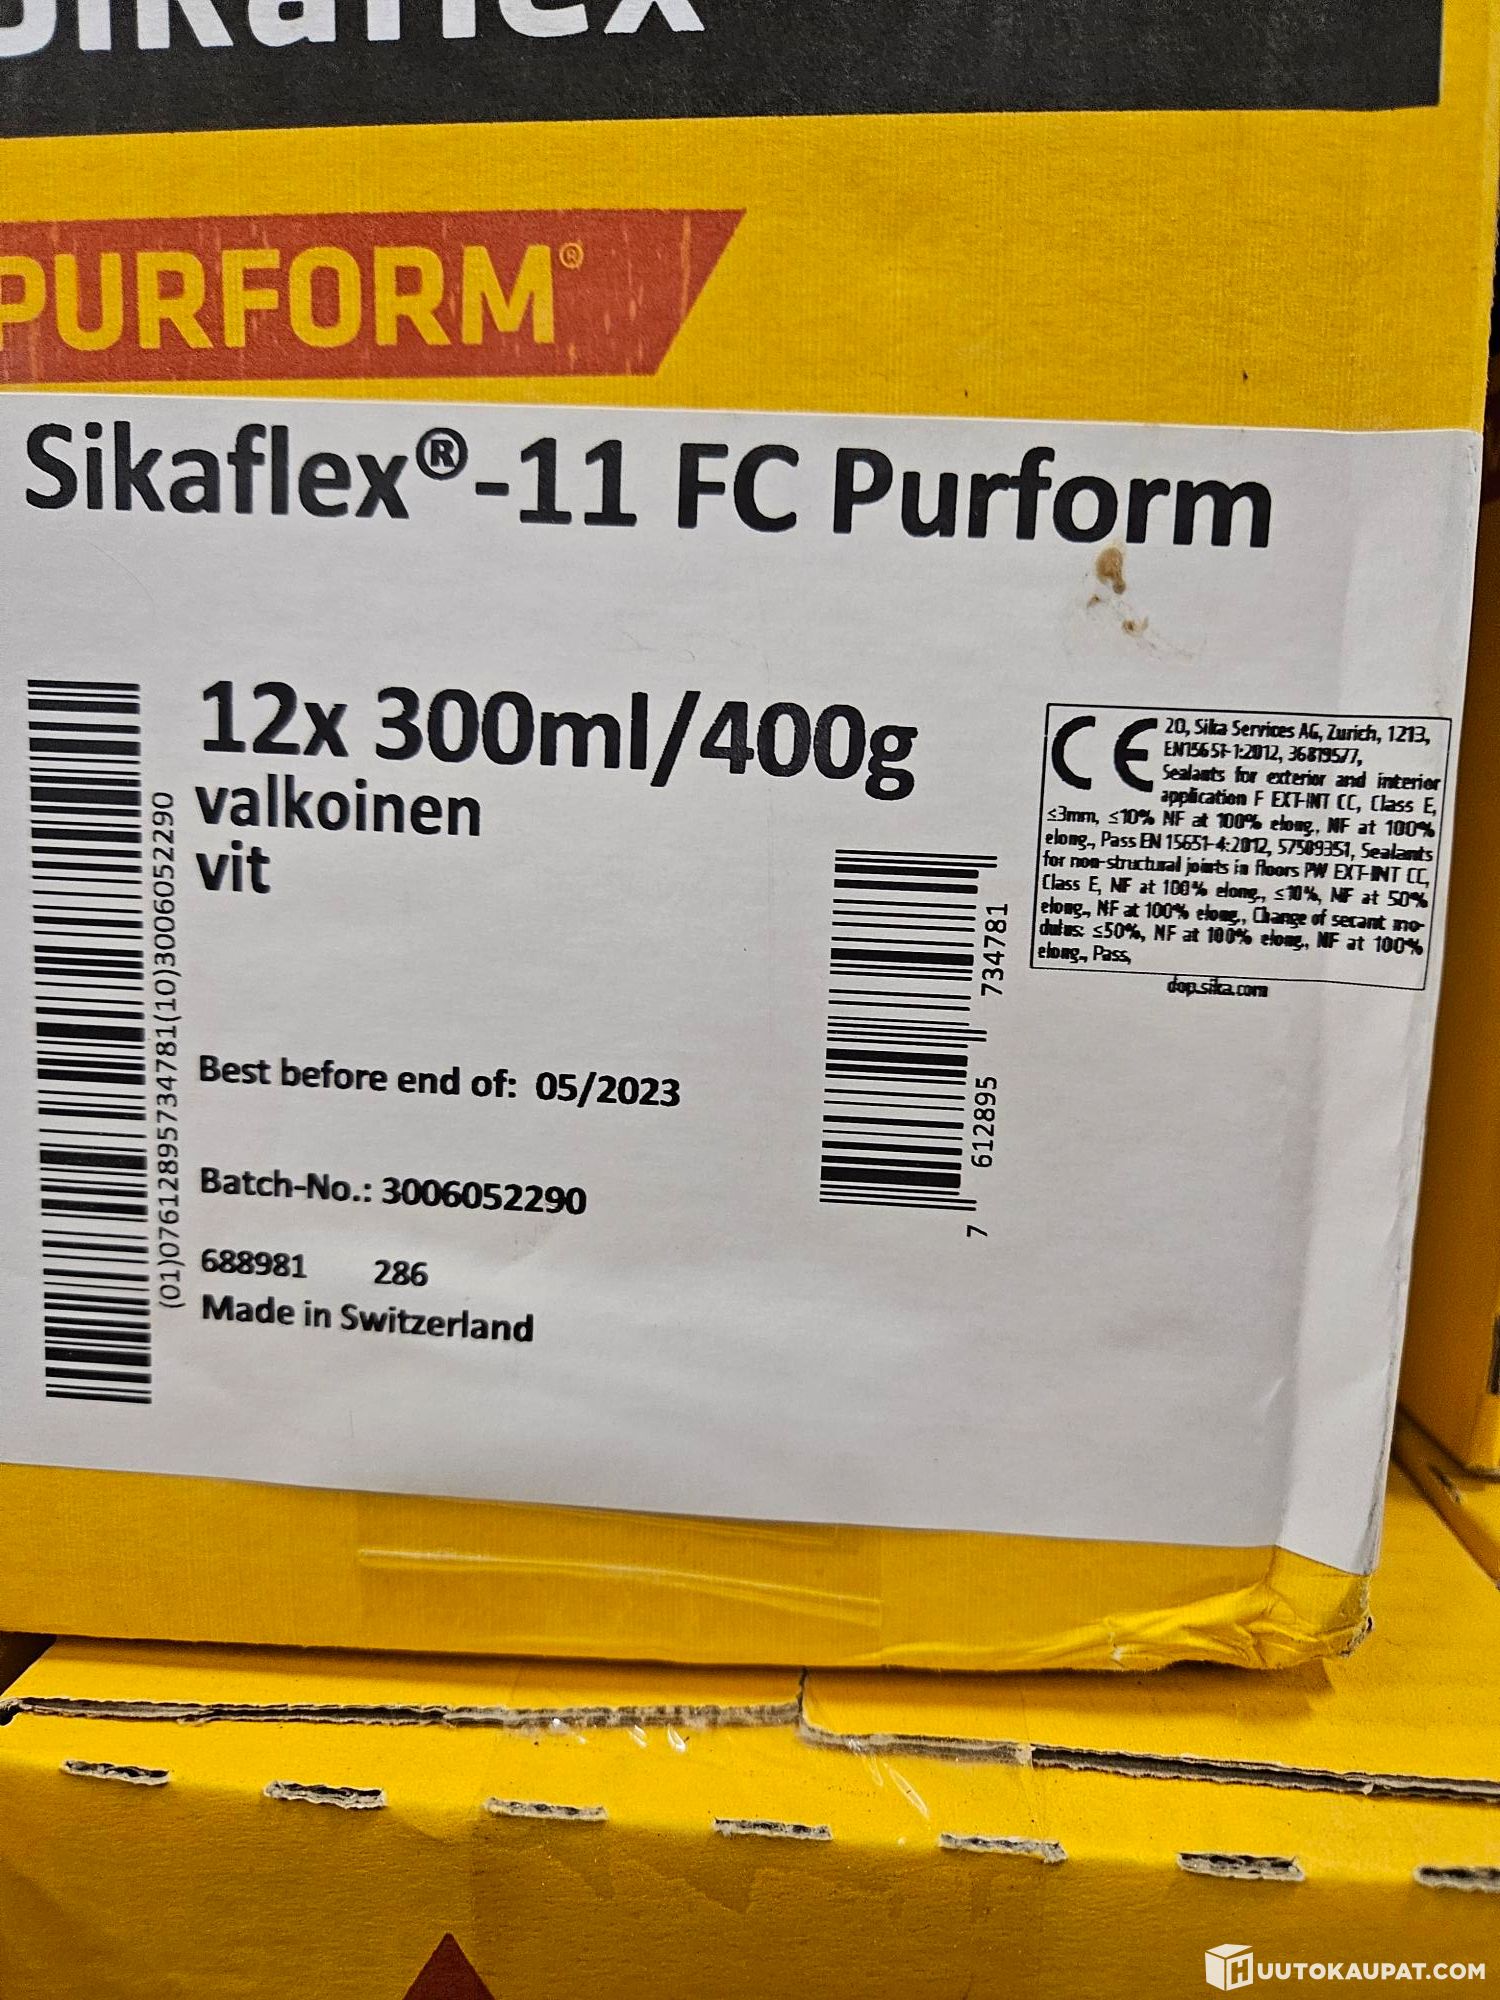 Sikaflex
PURFORM®
Sikaflex®-11 FC Purform
12x 300ml/400g
valkoinen
vit
Best before end of: 05/2023
Batch-No.: 3006052290
688981 286
Made in Switzerland
(01)07612895734781(10)3006052290
7 612895 734781
CE 20, Sika Services AG, Zurich, 1213,
EN15651-1:2012, 36819577,
Sealants for exterior and interior
application F EXT-INT CC, Class E,
≤3mm, ≤10% NF at 100% elong., NF at 100%
elong., Pass EN 15651-4:2012, 57509351, Sealants
for non-structural joints in floors PW EXT-INT CC,
Class E, NF at 100% elong., ≤10%, NF at 50%
elong., NF at 100% elong., Change of secant mo-
dulus: ≤50%, NF at 100% elong., NF at 100%
elong., Pass,
dop.sika.com
HUUTOKAUPAT.COM